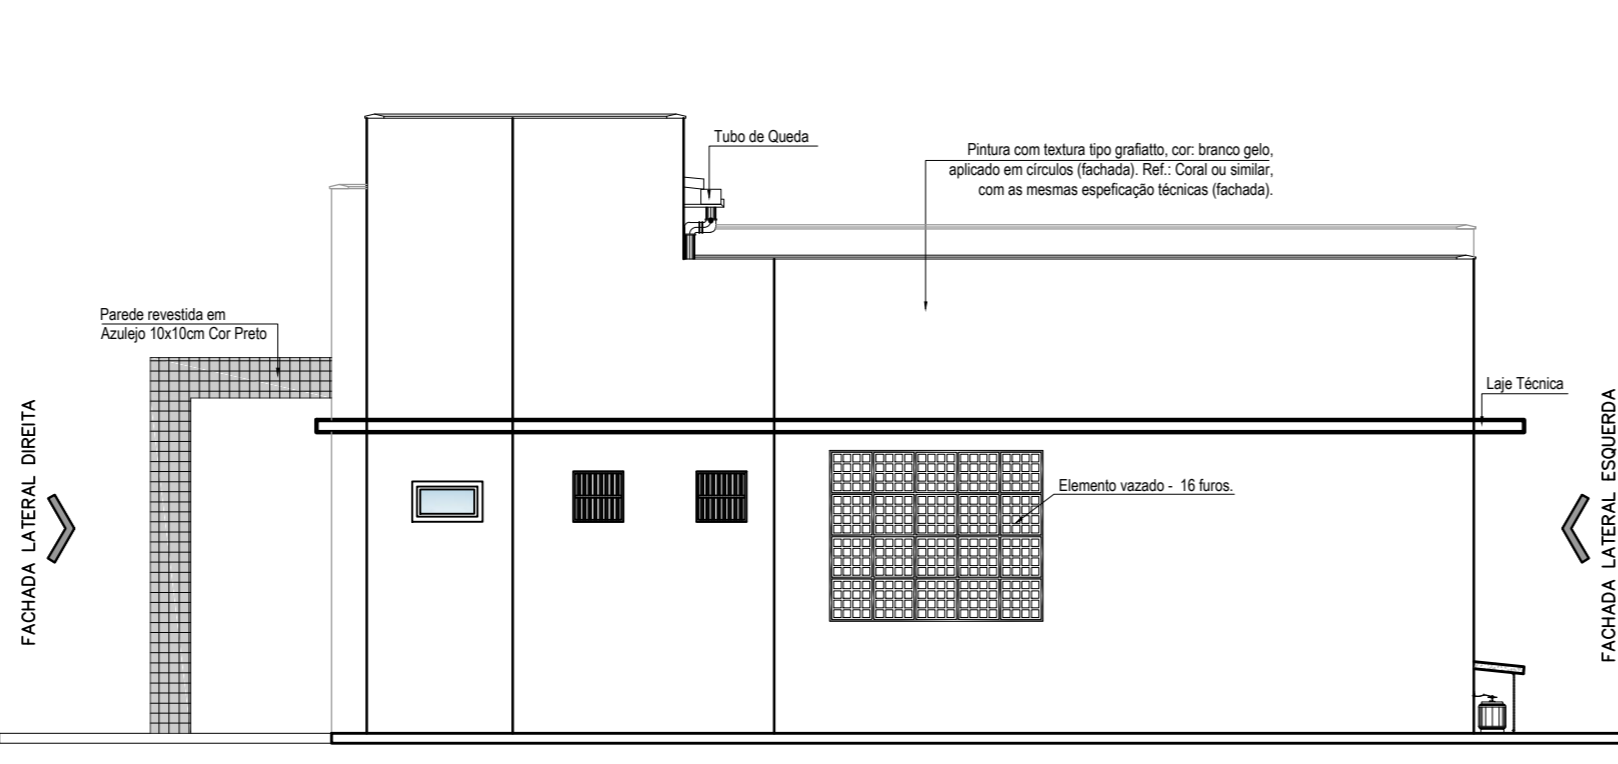 Tubo de Queda
Pintura com textura tipo grafiatto, cor: branco gelo,
aplicado em círculos (fachada). Ref.: Coral ou similar,
com as mesmas espeficação técnicas (fachada).
Parede revestida em
Azulejo 10x10cm Cor Preto
Laje Técnica
Elemento vazado - 16 furos.
FACHADA LATERAL DIREITA
FACHADA LATERAL ESQUERDA